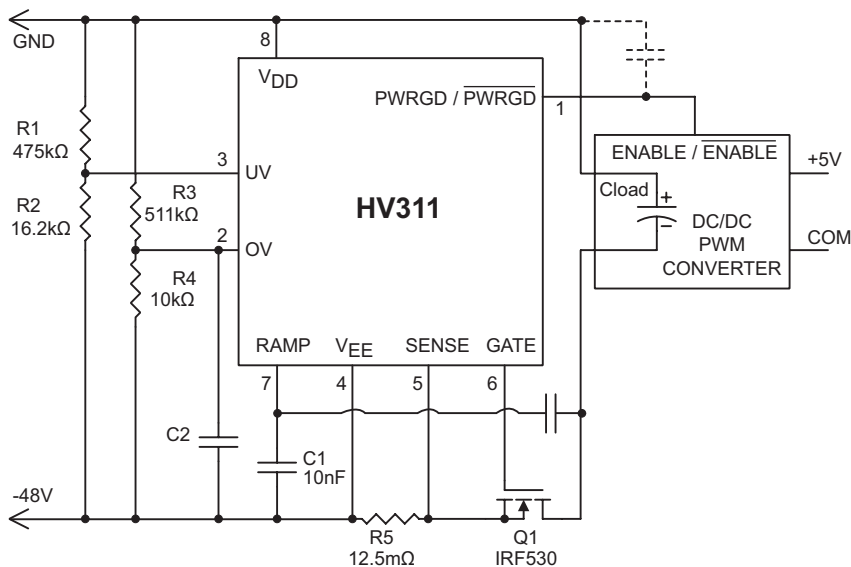 GND
8
VDD
PWRGD / PWRGD
1
R1
475kΩ
ENABLE / ENABLE
+5V
3
UV
R3
511kΩ
HV311
Cload
+
−
R2
16.2kΩ
2
OV
DC/DC
PWM
CONVERTER
COM
R4
10kΩ
RAMP
VEE
SENSE
GATE
7
4
5
6
C2
C1
10nF
-48V
R5
12.5mΩ
Q1
IRF530